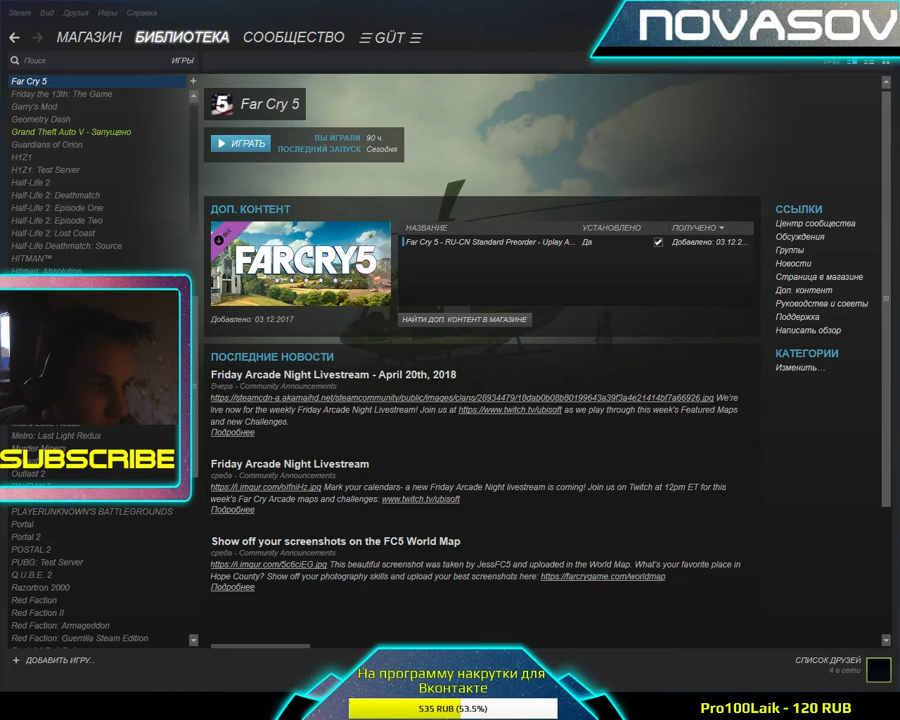 Steam Вид Друзья Игры Справка
NOVASOV
МАГАЗИН БИБЛИОТЕКА СООБЩЕСТВО GÜT
Поиск ИГРЫ
Far Cry 5
Friday the 13th: The Game
Garry's Mod
Geometry Dash
Grand Theft Auto V - Запущено
Guardians of Orion
H1Z1
H1Z1: Test Server
Half-Life 2
Half-Life 2: Deathmatch
Half-Life 2: Episode One
Half-Life 2: Episode Two
Half-Life 2: Lost Coast
Half-Life Deathmatch: Source
HITMAN™
Hitman: Absolution
Metro: Last Light Redux
SUBSCRIBE
Outlast 2
PLAYERUNKNOWN'S BATTLEGROUNDS
Portal
Portal 2
POSTAL 2
PUBG: Test Server
Q.U.B.E. 2
Razortron 2000
Red Faction
Red Faction II
Red Faction: Armageddon
Red Faction: Guerrilla Steam Edition
+ ДОБАВИТЬ ИГРУ...
5 Far Cry 5
ИГРАТЬ
ВЫ ИГРАЛИ 90 ч.
ПОСЛЕДНИЙ ЗАПУСК Сегодня
ДОП. КОНТЕНТ
DLC
FARCRY5
Добавлено: 03.12.2017
НАЗВАНИЕ УСТАНОВЛЕНО ПОЛУЧЕНО
Far Cry 5 - RU-CN Standard Preorder - Uplay A... Да Добавлено: 03.12.2...
НАЙТИ ДОП. КОНТЕНТ В МАГАЗИНЕ
ПОСЛЕДНИЕ НОВОСТИ
Friday Arcade Night Livestream - April 20th, 2018
Вчера - Community Announcements
https://steamcdn-a.akamaihd.net/steamcommunity/public/images/clans/28934479/18dab0b08b80199643a39f3a4e21414bf7a66926.jpg We're
live now for the weekly Friday Arcade Night Livestream! Join us at https://www.twitch.tv/ubisoft as we play through this week's Featured Maps
and new Challenges.
Подробнее
Friday Arcade Night Livestream
среда - Community Announcements
https://i.imgur.com/olfniHz.jpg Mark your calendars- a new Friday Arcade Night livestream is coming! Join us on Twitch at 12pm ET for this
week's Far Cry Arcade maps and challenges: www.twitch.tv/ubisoft
Подробнее
Show off your screenshots on the FC5 World Map
среда - Community Announcements
https://i.imgur.com/5c6ciEG.jpg This beautiful screenshot was taken by JessFC5 and uploaded in the World Map. What's your favorite place in
Hope County? Show off your photography skills and upload your best screenshots here: https://farcrygame.com/worldmap
Подробнее
ССЫЛКИ
Центр сообщества
Обсуждения
Группы
Новости
Страница в магазине
Доп. контент
Руководства и советы
Поддержка
Написать обзор
КАТЕГОРИИ
Изменить...
СПИСОК ДРУЗЕЙ
4 в сети
На программу накрутки для
Вконтакте
535 RUB (53.5%)
Pro100Laik - 120 RUB